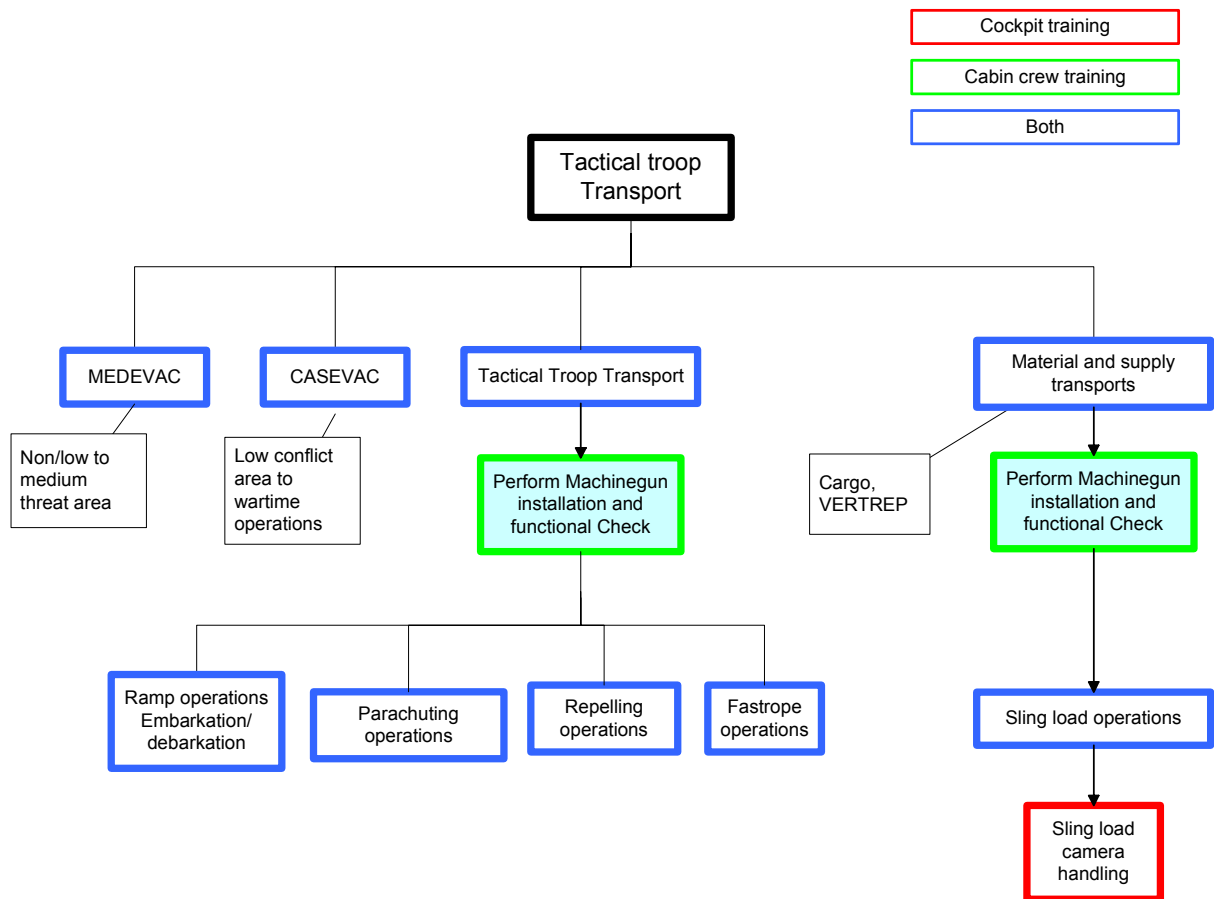 Cockpit training
Cabin crew training
Both
Tactical troop
Transport
MEDEVAC
CASEVAC
Tactical Troop Transport
Material and supply
transports
Non/low to
medium
threat area
Low conflict
area to
wartime
operations
Perform Machinegun
installation and
functional Check
Cargo,
VERTREP
Perform Machinegun
installation and
functional Check
Ramp operations
Embarkation/
debarkation
Parachuting
operations
Repelling
operations
Fastrope
operations
Sling load operations
Sling load
camera
handling